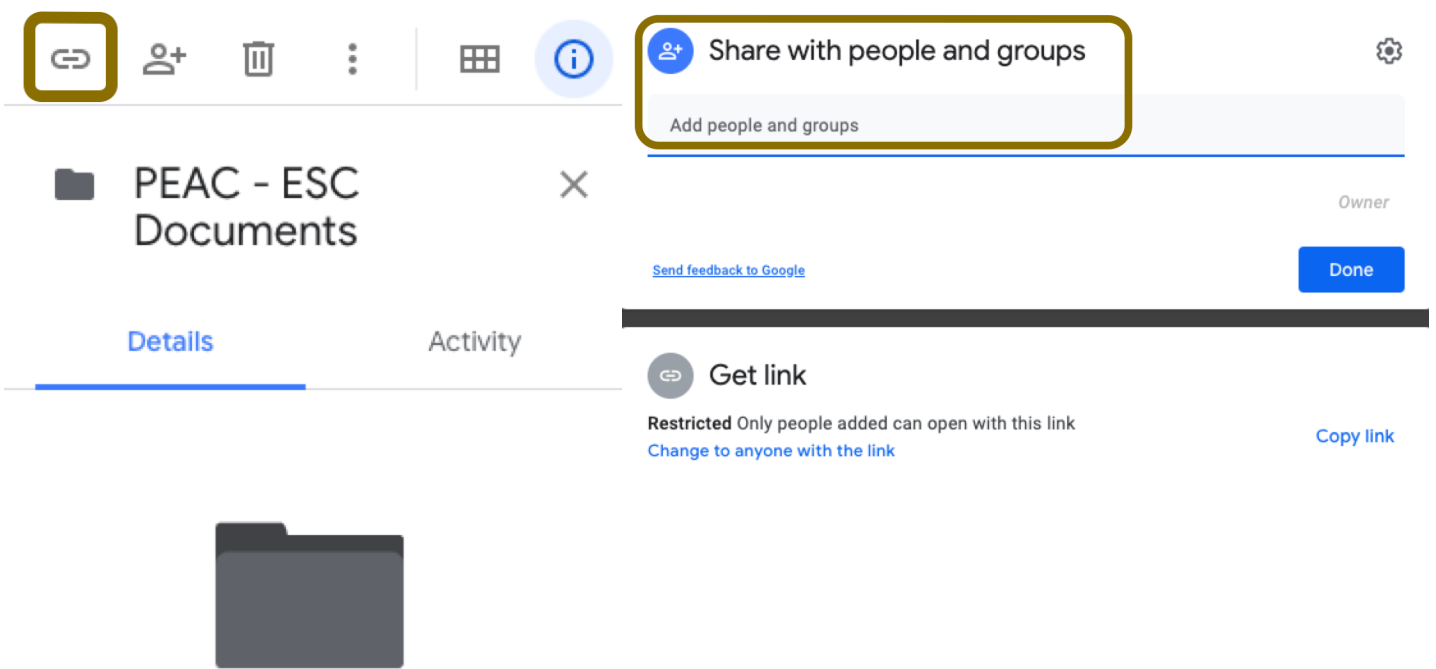 PEAC - ESC
Documents
Details
Activity
Share with people and groups
Add people and groups
Owner
Send feedback to Google
Done
Get link
Restricted Only people added can open with this link
Change to anyone with the link
Copy link